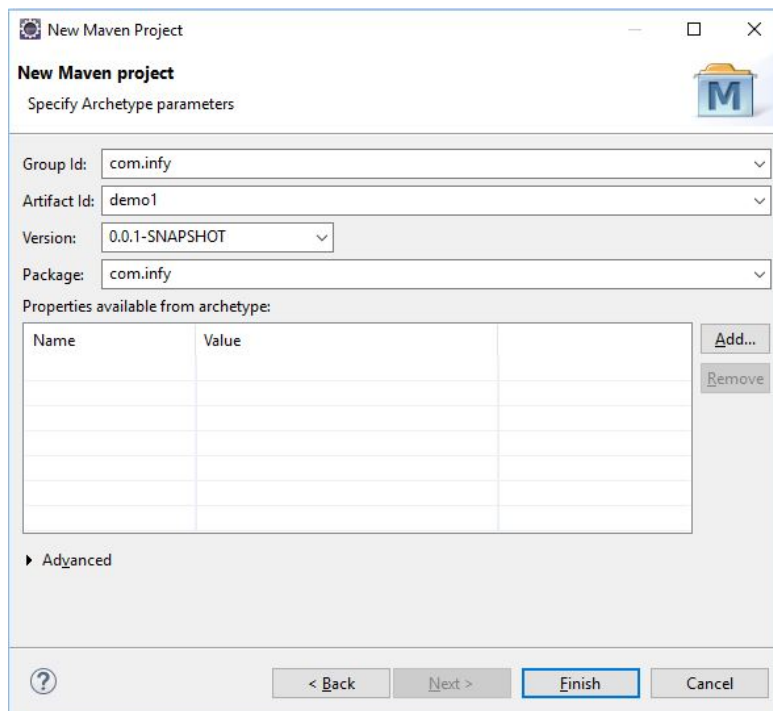 New Maven Project
New Maven project
Specify Archetype parameters
M
Group Id: com.infy
Artifact Id: demo1
Version: 0.0.1-SNAPSHOT
Package: com.infy
Properties available from archetype:
Name Value
Add...
Remove
Advanced
? < Back Next > Finish Cancel